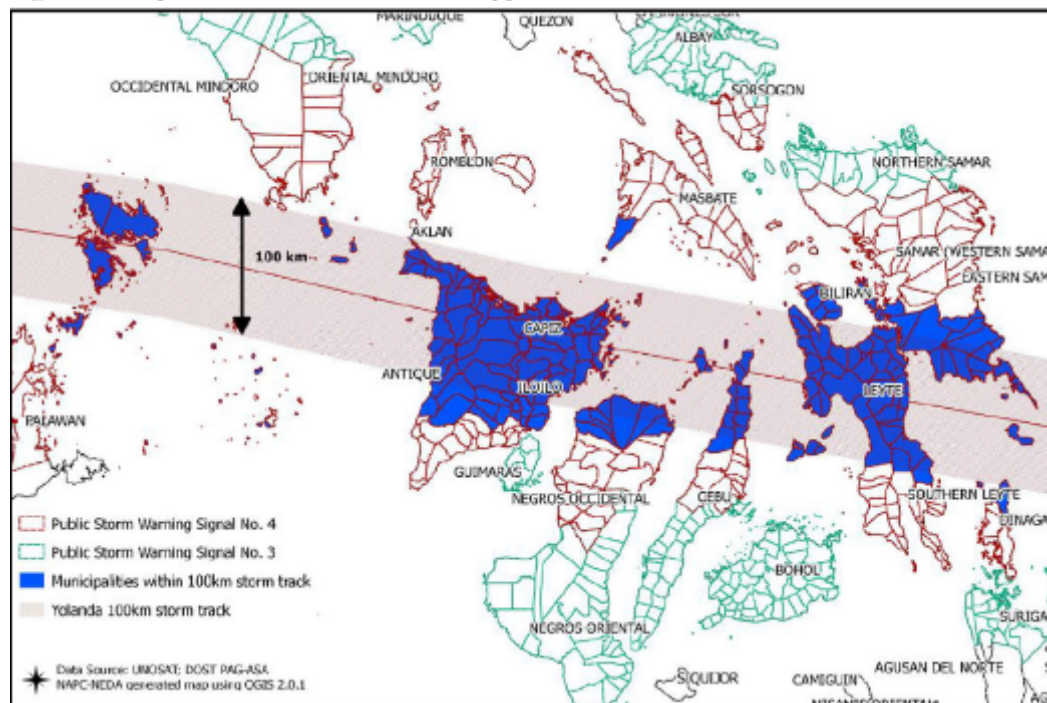 MARINDUQUE
QUEZON
ALBAY
OCCIDENTAL MINDORO
ORIENTAL MINDORO
SORSOGON
ROMBLON
NORTHERN SAMAR
MASBATE
AKLAN
SAMAR (WESTERN SAMA
100 km
EASTERN SAM
BILIRAN
CAPIZ
ANTIQUE
ILOILO
LEYTE
PALAWAN
GUIMARAS
NEGROS OCCIDENTAL
CEBU
SOUTHERN LEYTE
DINAGA
Public Storm Warning Signal No. 4
Public Storm Warning Signal No. 3
Municipalities within 100km storm track
Yolanda 100km storm track
BOHOL
SURIGA
NEGROS ORIENTAL
Data Source: UNOSAT; DOST PAG-ASA
NAPC-NEDA generated map using QGIS 2.0.1
AGUSAN DEL NORTE
SIQUIJOR
CAMIGUIN
AG